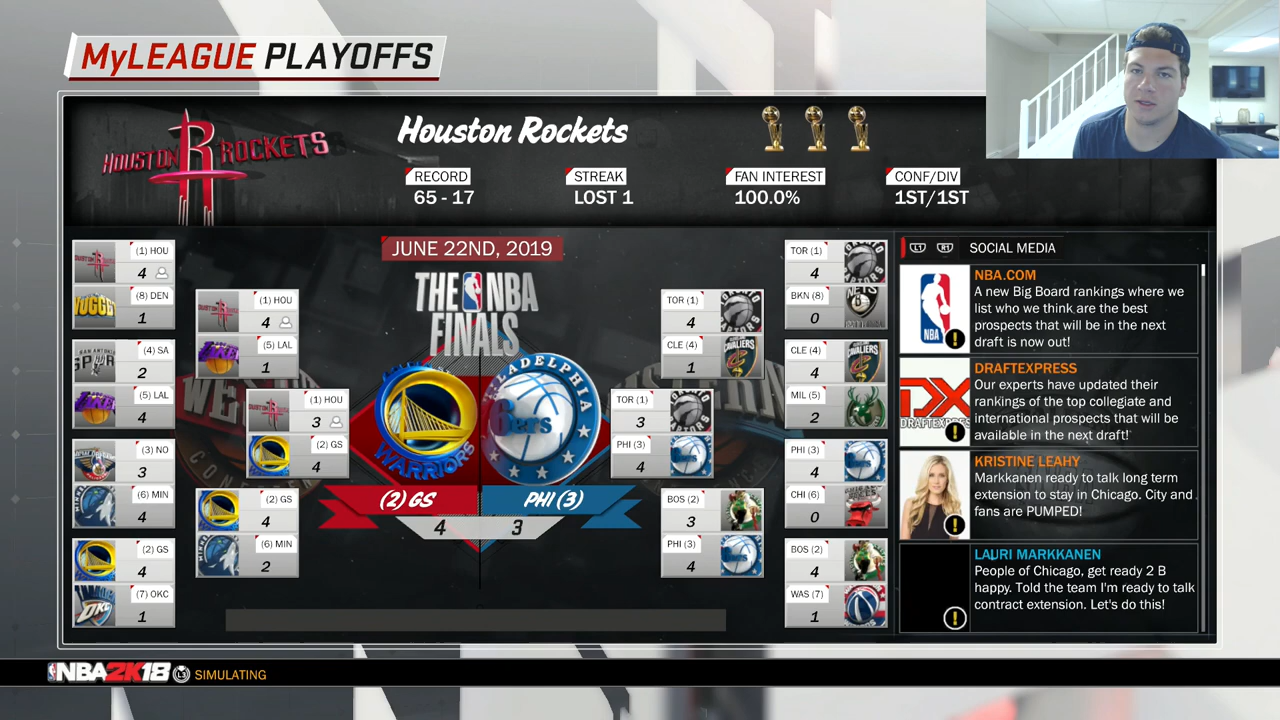 MyLEAGUE PLAYOFFS
HOUSTON ROCKETS
Houston Rockets
RECORD
65 - 17
STREAK
LOST 1
FAN INTEREST
100.0%
CONF/DIV
1ST/1ST
JUNE 22ND, 2019
THE NBA
FINALS
(1) HOU
4
(8) DEN
1
(4) SA
2
(5) LAL
4
(3) NO
3
(6) MIN
4
(2) GS
4
(7) OKC
1
(1) HOU
4
(5) LAL
1
(2) GS
4
(6) MIN
2
(1) HOU
3
(2) GS
4
WARRIORS
PHILADELPHIA
6ers
(2) GS
PHI (3)
4
3
TOR (1)
3
PHI (3)
4
TOR (1)
4
CLE (4)
1
BOS (2)
3
PHI (3)
4
TOR (1)
4
BKN (8)
0
CLE (4)
4
MIL (5)
2
PHI (3)
4
CHI (6)
0
BOS (2)
4
WAS (7)
1
L1 R1 SOCIAL MEDIA
NBA
NBA.COM
A new Big Board rankings where we
list who we think are the best
prospects that will be in the next
draft is now out!
DX
DRAFTEXPRESS
Our experts have updated their
rankings of the top collegiate and
international prospects that will be
available in the next draft!
KRISTINE LEAHY
Markkanen ready to talk long term
extension to stay in Chicago. City and
fans are PUMPED!
LAURI MARKKANEN
People of Chicago, get ready 2 B
happy. Told the team I'm ready to talk
contract extension. Let's do this!
NBA2K18 SIMULATING